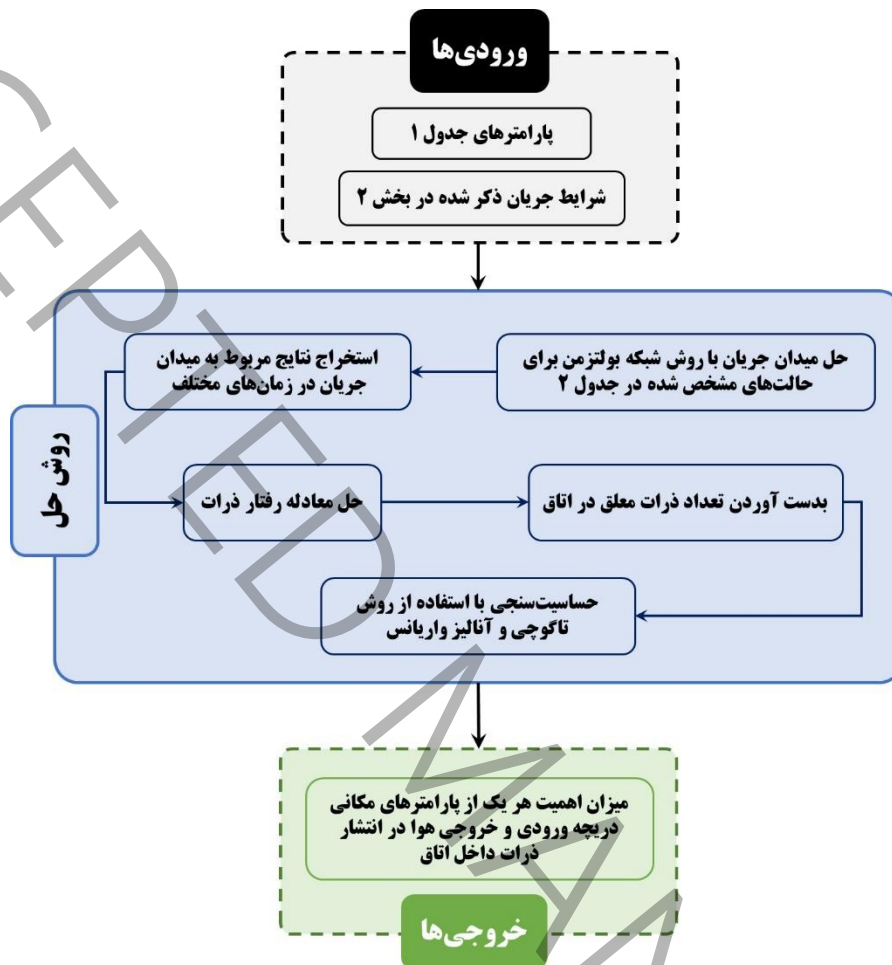 ورودی‌ها
پارامترهای جدول ۱
شرایط جریان ذکر شده در بخش ۲
حل میدان جریان با روش شبکه بولتزمن برای
حالت‌های مشخص شده در جدول ۲
استخراج نتایج مربوط به میدان
جریان در زمان‌های مختلف
روش حل
حل معادله رفتار ذرات
بدست آوردن تعداد ذرات معلق در اتاق
حساسیت‌سنجی با استفاده از روش
تاگوچی و آنالیز واریانس
میزان اهمیت هر یک از پارامترهای مکانی
دریچه ورودی و خروجی هوا در انتشار
ذرات داخل اتاق
خروجی‌ها
CEPTED MAN